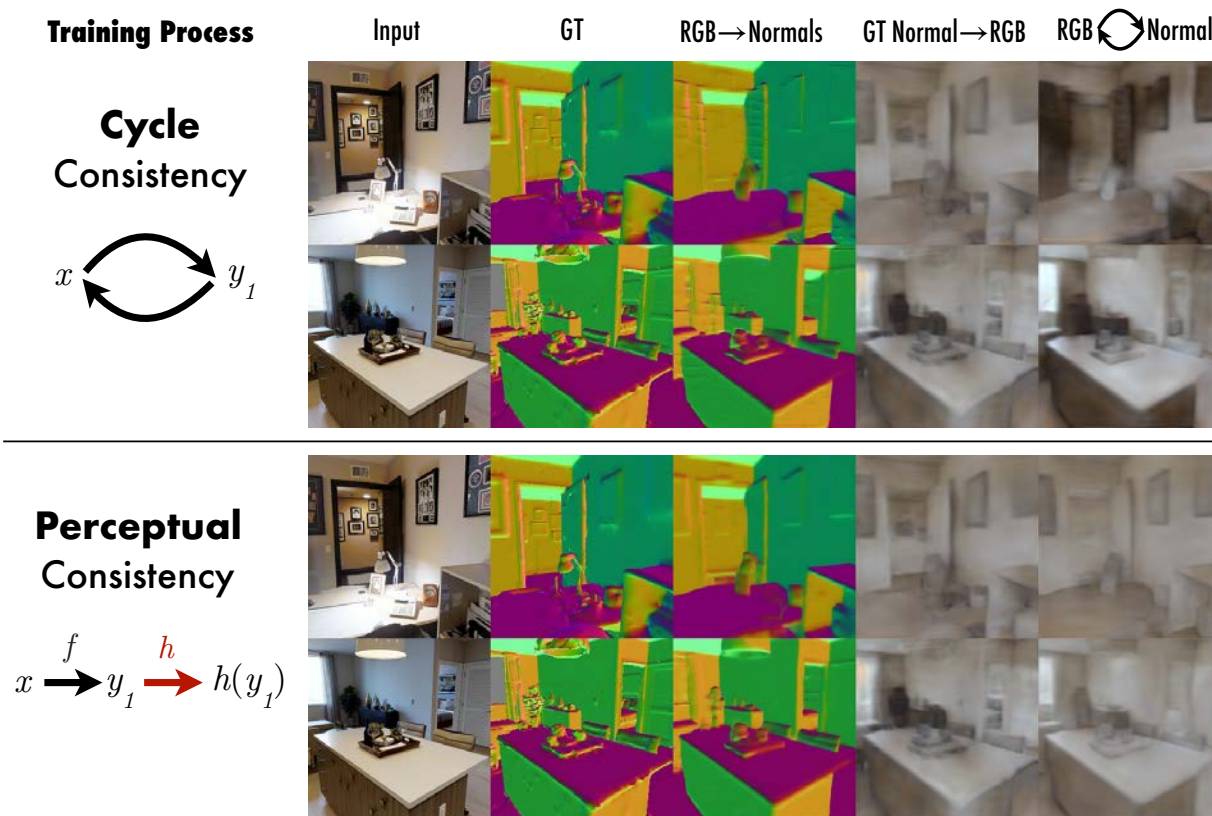 Training Process Input GT RGB→Normals GT Normal→RGB RGB Normal
Cycle
Consistency
x y₁
Perceptual
Consistency
f h
x y₁ h(y₁)